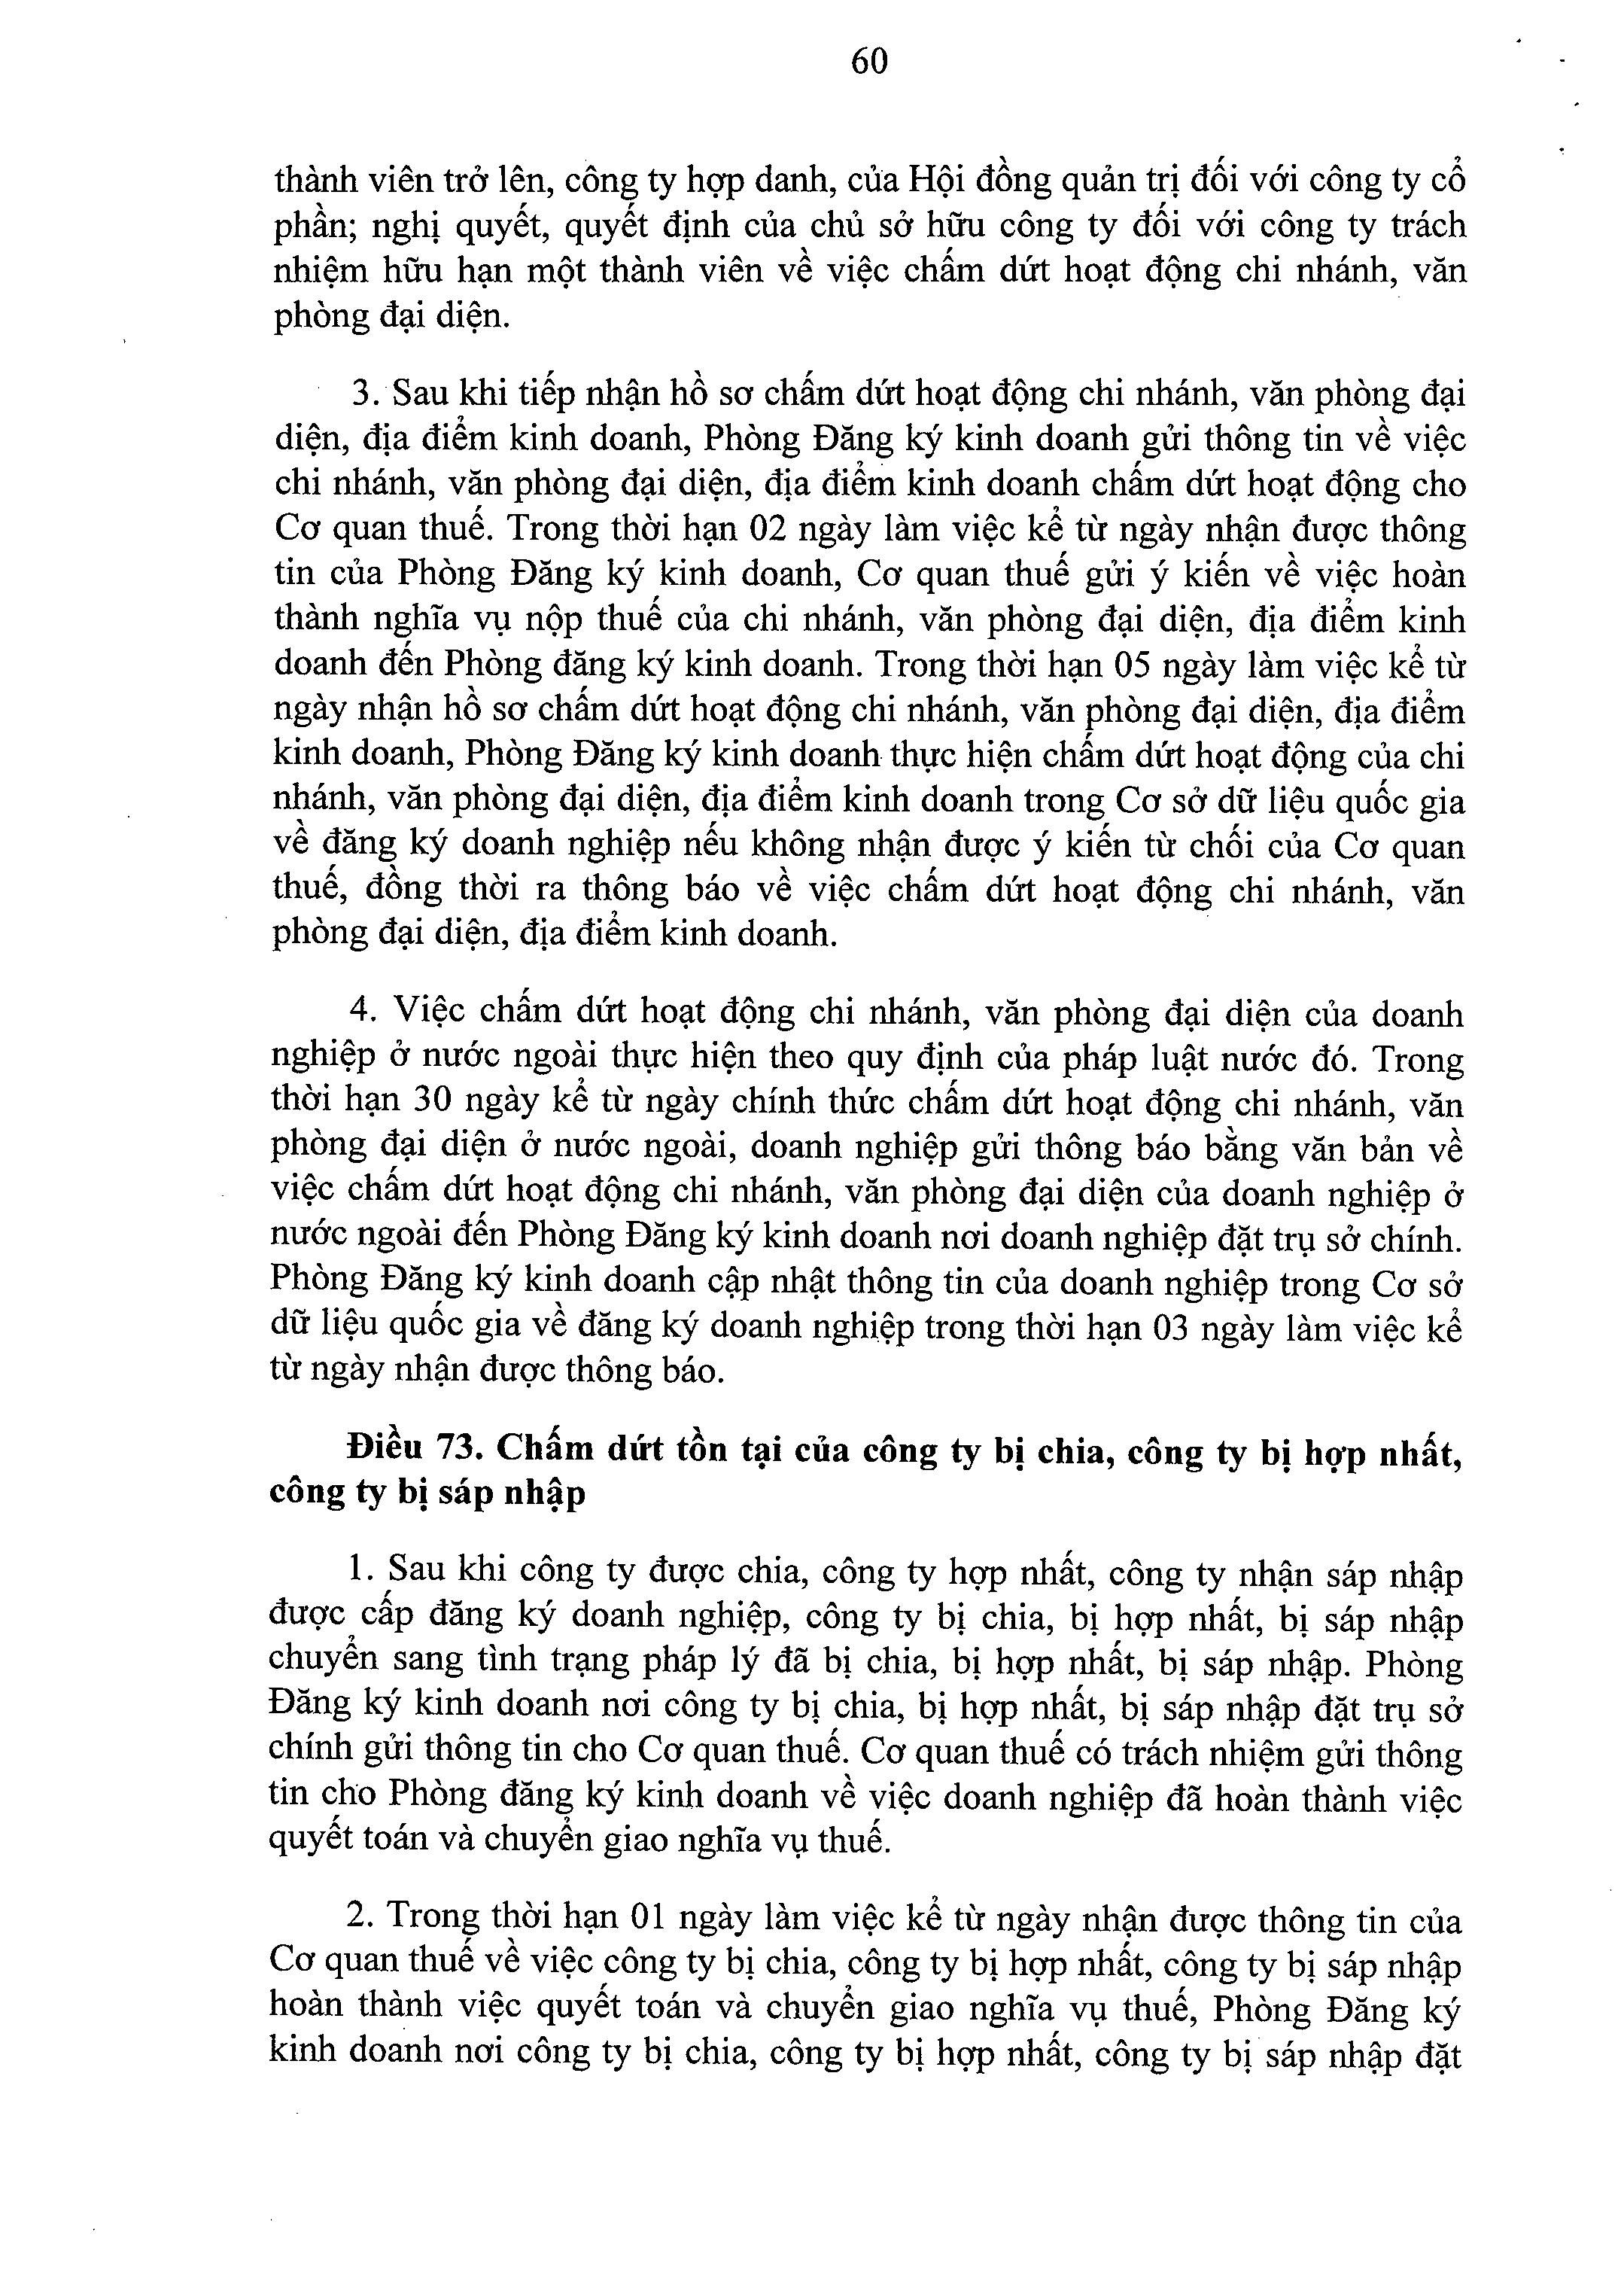 60
thành viên trở lên, công ty hợp danh, của Hội đồng quản trị đối với công ty cổ
phần; nghị quyết, quyết định của chủ sở hữu công ty đối với công ty trách
nhiệm hữu hạn một thành viên về việc chấm dứt hoạt động chi nhánh, văn
phòng đại diện.
3. Sau khi tiếp nhận hồ sơ chấm dứt hoạt động chi nhánh, văn phòng đại
diện, địa điểm kinh doanh, Phòng Đăng ký kinh doanh gửi thông tin về việc
chi nhánh, văn phòng đại diện, địa điểm kinh doanh chấm dứt hoạt động cho
Cơ quan thuế. Trong thời hạn 02 ngày làm việc kể từ ngày nhận được thông
tin của Phòng Đăng ký kinh doanh, Cơ quan thuế gửi ý kiến về việc hoàn
thành nghĩa vụ nộp thuế của chi nhánh, văn phòng đại diện, địa điểm kinh
doanh đến Phòng đăng ký kinh doanh. Trong thời hạn 05 ngày làm việc kể từ
ngày nhận hồ sơ chấm dứt hoạt động chi nhánh, văn phòng đại diện, địa điểm
kinh doanh, Phòng Đăng ký kinh doanh thực hiện chấm dứt hoạt động của chi
nhánh, văn phòng đại diện, địa điểm kinh doanh trong Cơ sở dữ liệu quốc gia
về đăng ký doanh nghiệp nếu không nhận được ý kiến từ chối của Cơ quan
thuế, đồng thời ra thông báo về việc chấm dứt hoạt động chi nhánh, văn
phòng đại diện, địa điểm kinh doanh.
4. Việc chấm dứt hoạt động chi nhánh, văn phòng đại diện của doanh
nghiệp ở nước ngoài thực hiện theo quy định của pháp luật nước đó. Trong
thời hạn 30 ngày kể từ ngày chính thức chấm dứt hoạt động chi nhánh, văn
phòng đại diện ở nước ngoài, doanh nghiệp gửi thông báo bằng văn bản về
việc chấm dứt hoạt động chi nhánh, văn phòng đại diện của doanh nghiệp ở
nước ngoài đến Phòng Đăng ký kinh doanh nơi doanh nghiệp đặt trụ sở chính.
Phòng Đăng ký kinh doanh cập nhật thông tin của doanh nghiệp trong Cơ sở
dữ liệu quốc gia về đăng ký doanh nghiệp trong thời hạn 03 ngày làm việc kể
từ ngày nhận được thông báo.
Điều 73. Chấm dứt tồn tại của công ty bị chia, công ty bị hợp nhất,
công ty bị sáp nhập
1. Sau khi công ty được chia, công ty hợp nhất, công ty nhận sáp nhập
được cấp đăng ký doanh nghiệp, công ty bị chia, bị hợp nhất, bị sáp nhập
chuyển sang tình trạng pháp lý đã bị chia, bị hợp nhất, bị sáp nhập. Phòng
Đăng ký kinh doanh nơi công ty bị chia, bị hợp nhất, bị sáp nhập đặt trụ sở
chính gửi thông tin cho Cơ quan thuế. Cơ quan thuế có trách nhiệm gửi thông
tin cho Phòng đăng ký kinh doanh về việc doanh nghiệp đã hoàn thành việc
quyết toán và chuyển giao nghĩa vụ thuế.
2. Trong thời hạn 01 ngày làm việc kể từ ngày nhận được thông tin của
Cơ quan thuế về việc công ty bị chia, công ty bị hợp nhất, công ty bị sáp nhập
hoàn thành việc quyết toán và chuyển giao nghĩa vụ thuế, Phòng Đăng ký
kinh doanh nơi công ty bị chia, công ty bị hợp nhất, công ty bị sáp nhập đặt